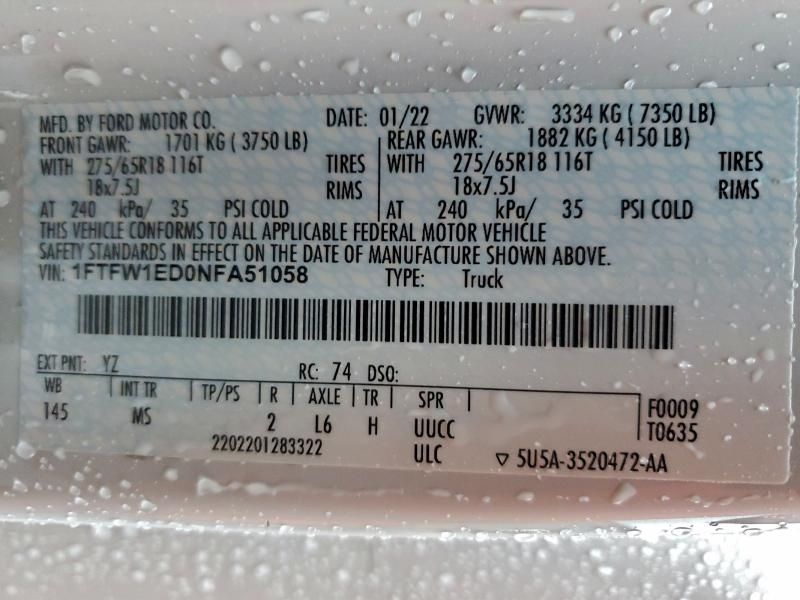 MFD. BY FORD MOTOR CO. DATE: 01/22 GVWR: 3334 KG ( 7350 LB)
FRONT GAWR: 1701 KG ( 3750 LB) REAR GAWR: 1882 KG ( 4150 LB)
WITH 275/65R18 116T TIRES WITH 275/65R18 116T TIRES
18x7.5J RIMS 18x7.5J RIMS
AT 240 kPa/ 35 PSI COLD AT 240 kPa/ 35 PSI COLD
THIS VEHICLE CONFORMS TO ALL APPLICABLE FEDERAL MOTOR VEHICLE
SAFETY STANDARDS IN EFFECT ON THE DATE OF MANUFACTURE SHOWN ABOVE.
VIN: 1FTFW1ED0NFA51058 TYPE: Truck
EXT PNT: YZ RC: 74 DSO:
WB INT TR TP/PS R AXLE TR SPR F0009
145 MS 2 L6 H UUCC T0635
2202201283322 ULC ▽ 5U5A-3520472-AA